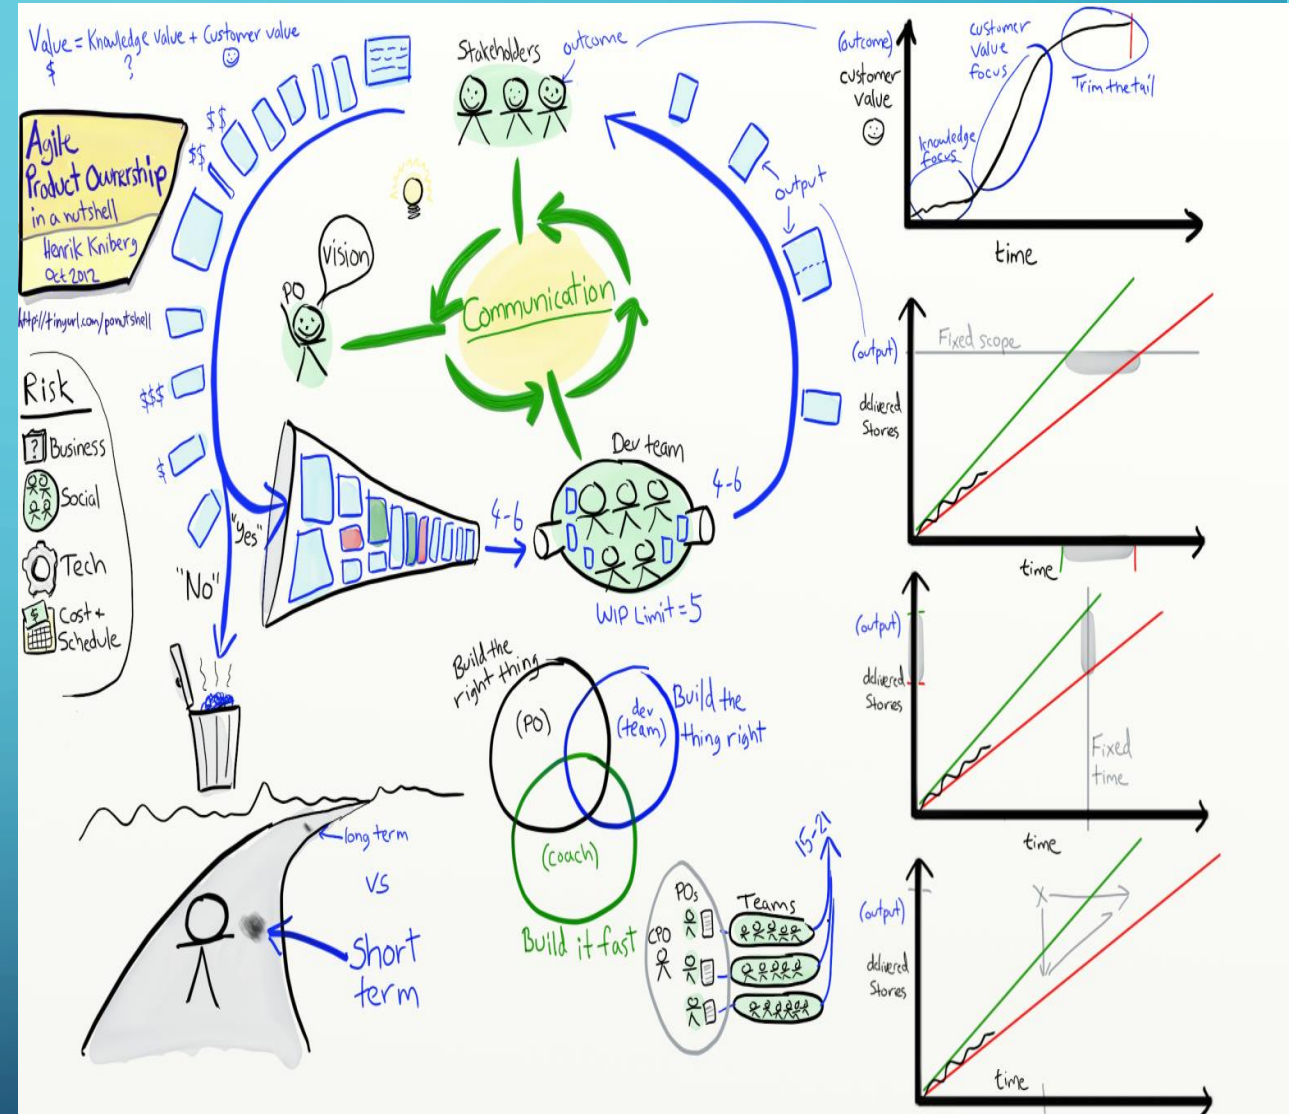 Value = Knowledge value + Customer value
$ ?
Agile
Product Ownership
in a nutshell
Henrik Kniberg
Oct 2012
http://tinyurl.com/ponutshell
Risk
? Business
Social
Tech
$ Cost +
Schedule
$$
$$
$$$
$
Stakeholders
outcome
PO
vision
Communication
output
"Yes"
"No"
4-6
Dev team
4-6
WIP Limit = 5
Build the
right thing
(PO)
dev
(team)
Build the
thing right
(coach)
Build it fast
long term
vs
Short
term
CPO
POs
Teams
15-21
(outcome)
customer
value
knowledge
focus
customer
value
focus
Trim the tail
time
(output)
delivered
Stories
Fixed scope
time
(output)
delivered
Stories
Fixed
time
time
(output)
delivered
Stories
X
time